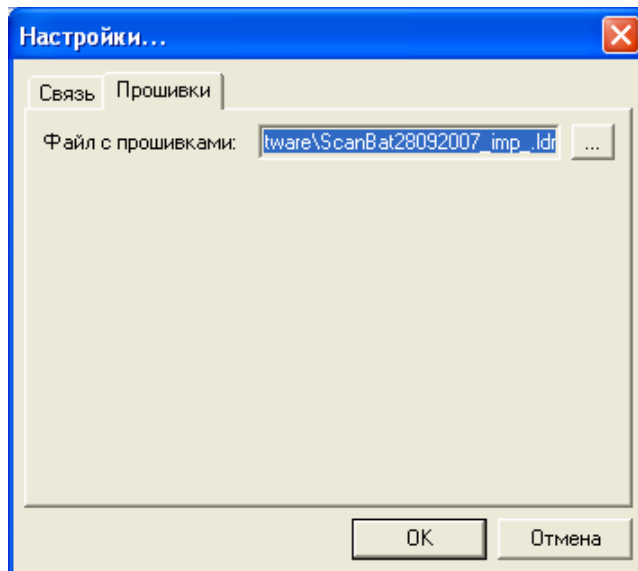 Настройки...
Связь Прошивки
Файл с прошивками: tware\ScanBat28092007_imp_.ldr ...
OK Отмена